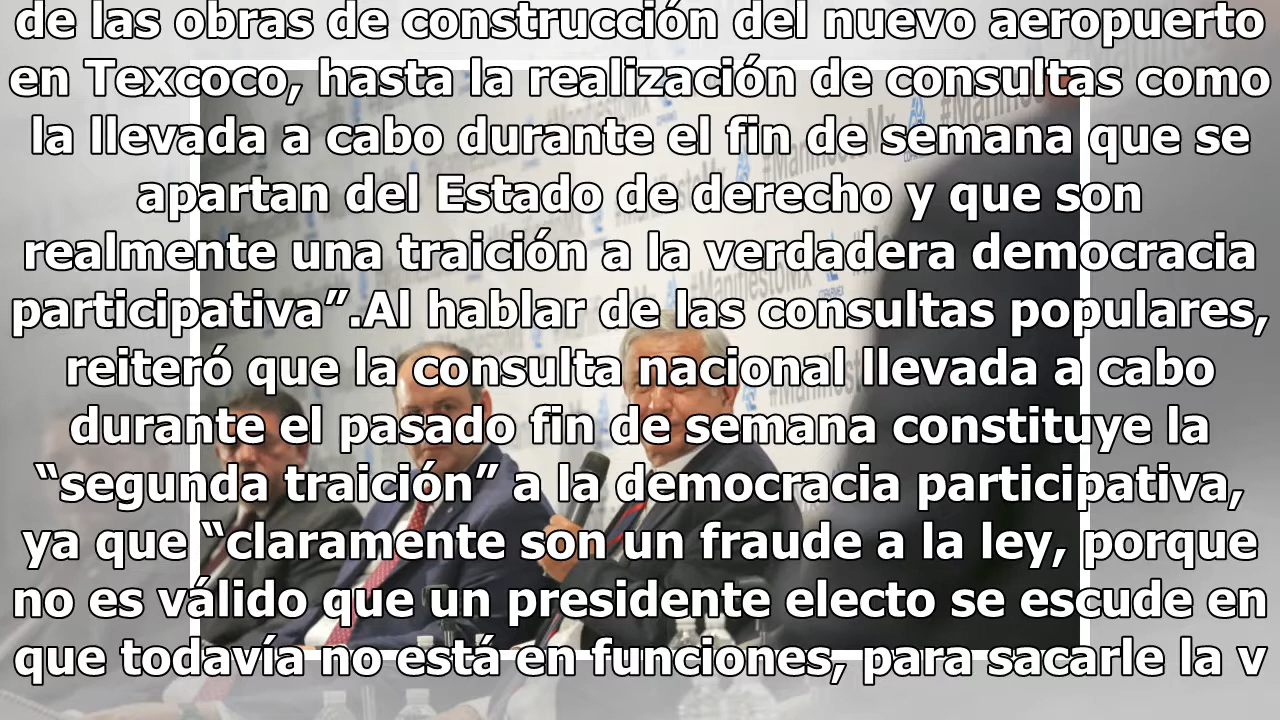 de las obras de construcción del nuevo aeropuerto
en Texcoco, hasta la realización de consultas como
la llevada a cabo durante el fin de semana que se
apartan del Estado de derecho y que son
realmente una traición a la verdadera democracia
participativa”.Al hablar de las consultas populares,
reiteró que la consulta nacional llevada a cabo
durante el pasado fin de semana constituye la
“segunda traición” a la democracia participativa,
ya que “claramente son un fraude a la ley, porque
no es válido que un presidente electo se escude en
que todavía no está en funciones, para sacarle la v
#ManifiestoMx
#ManifiestoMx
#ManifiestoMx